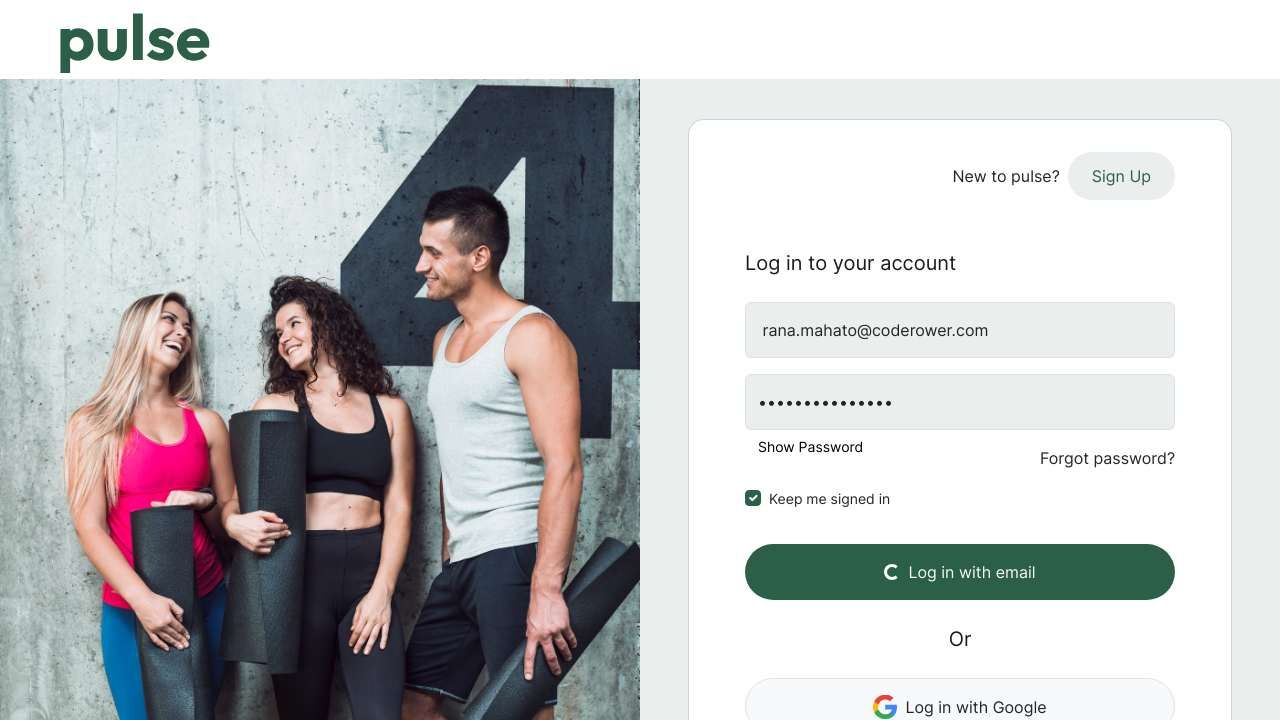 pulse
4
New to pulse? Sign Up
Log in to your account
rana.mahato@coderower.com
•••••••••••••••
Show Password
Forgot password?
Keep me signed in
Log in with email
Or
Log in with Google